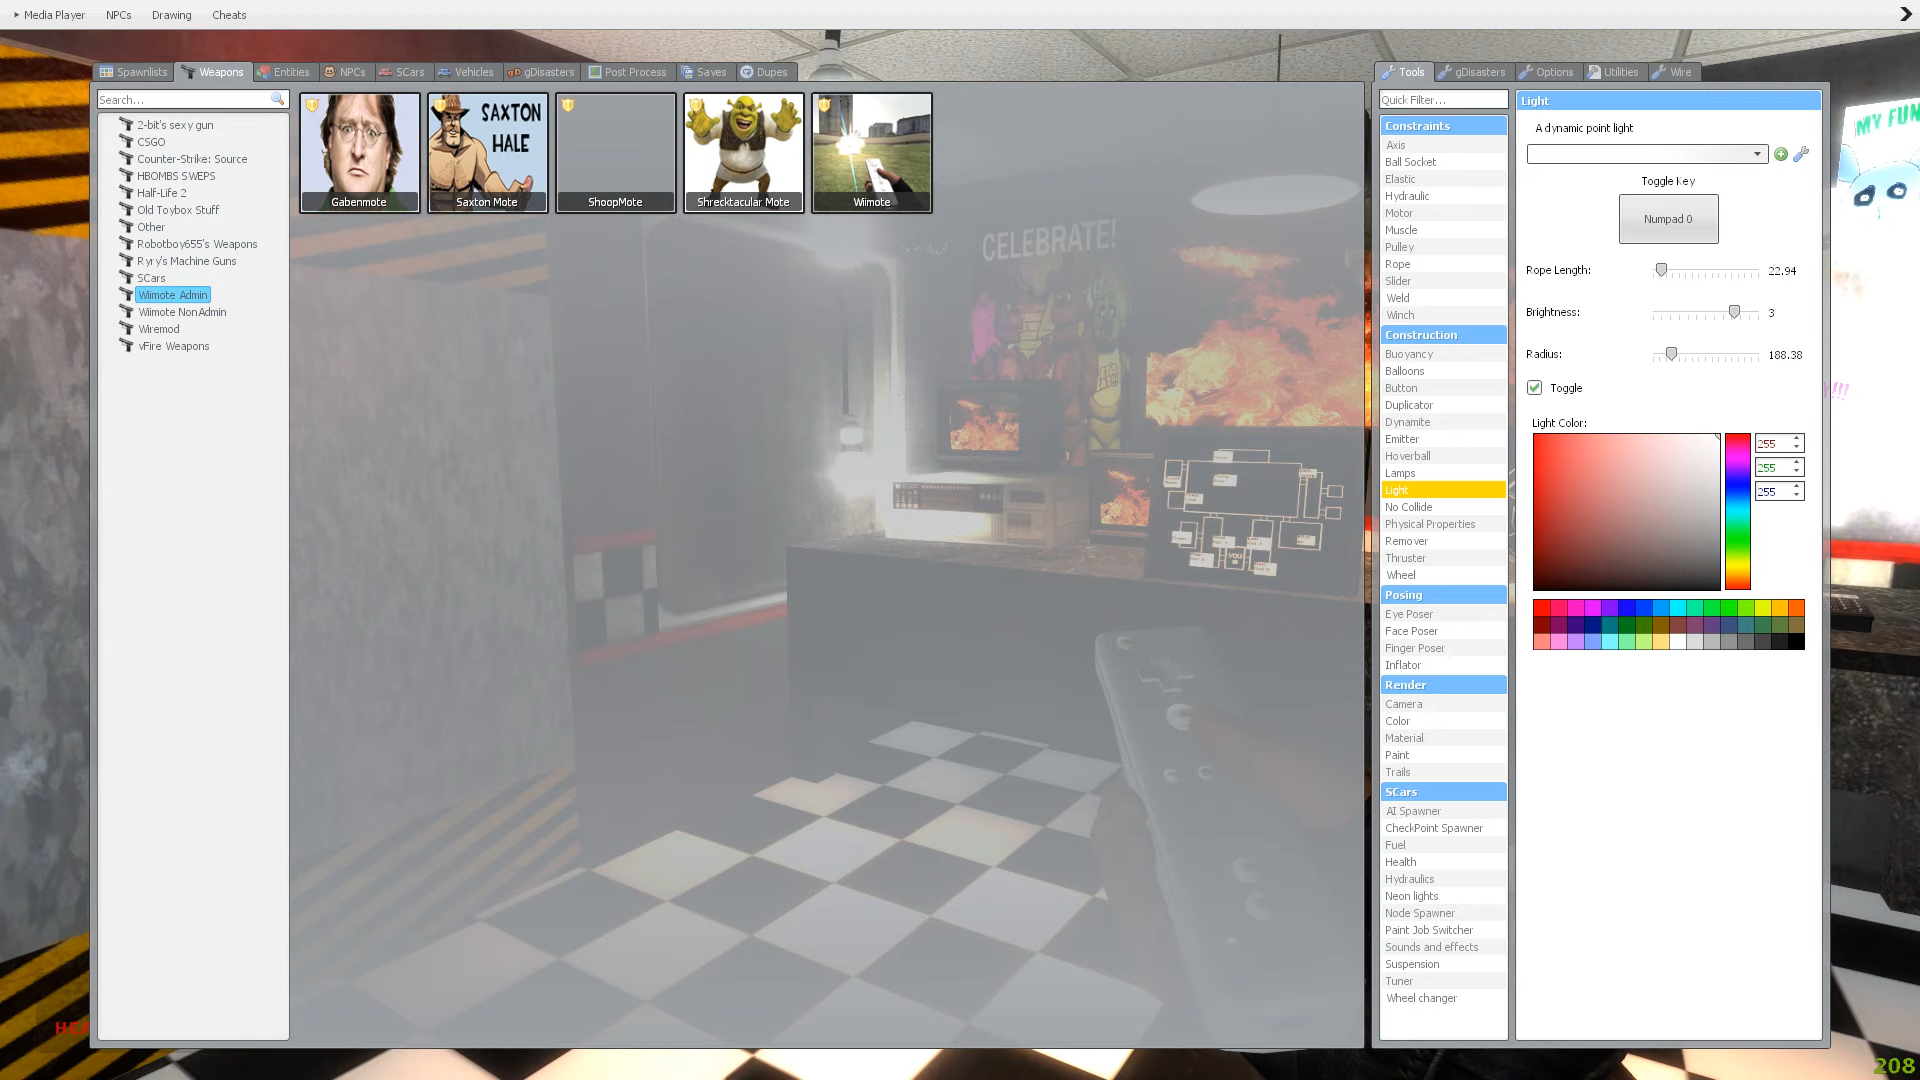 Media Player
NPCs
Drawing
Cheats
Spawnlists
Weapons
Entities
NPCs
SCars
Vehicles
gDisasters
Post Process
Saves
Dupes
Search...
2-bit's sexy gun
CSGO
Counter-Strike: Source
HBOMBS SWEPS
Half-Life 2
Old Toybox Stuff
Other
Robotboy655's Weapons
Ryry's Machine Guns
SCars
Wiimote Admin
Wiimote NonAdmin
Wiremod
vFire Weapons
SAXTON
HALE
Gabenmote
Saxton Mote
ShoopMote
Shrecktacular Mote
Wiimote
CELEBRATE!
YOU
Tools
gDisasters
Options
Utilities
Wire
Quick Filter...
Constraints
Axis
Ball Socket
Elastic
Hydraulic
Motor
Muscle
Pulley
Rope
Slider
Weld
Winch
Construction
Buoyancy
Balloons
Button
Duplicator
Dynamite
Emitter
Hoverball
Lamps
Light
No Collide
Physical Properties
Remover
Thruster
Wheel
Posing
Eye Poser
Face Poser
Finger Poser
Inflator
Render
Camera
Color
Material
Paint
Trails
SCars
AI Spawner
CheckPoint Spawner
Fuel
Health
Hydraulics
Neon lights
Node Spawner
Paint Job Switcher
Sounds and effects
Suspension
Tuner
Wheel changer
Light
A dynamic point light
Toggle Key
Numpad 0
Rope Length:
22.94
Brightness:
3
Radius:
188.38
Toggle
Light Color:
255
255
255
MY FUN
!!!
HEA
208